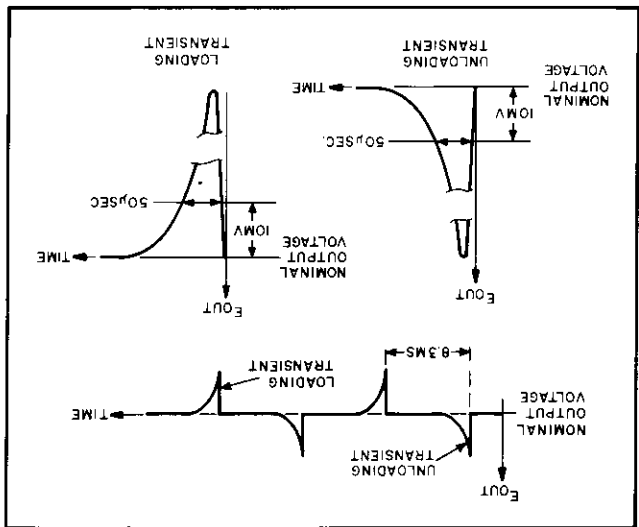 EOUT
UNLOADING
TRANSIENT
NOMINAL
OUTPUT
VOLTAGE
TIME
8.3MS
LOADING
TRANSIENT
EOUT
50µSEC.
10MV
NOMINAL
OUTPUT
VOLTAGE
TIME
UNLOADING
TRANSIENT
EOUT
NOMINAL
OUTPUT
VOLTAGE
TIME
10MV
50µSEC
LOADING
TRANSIENT